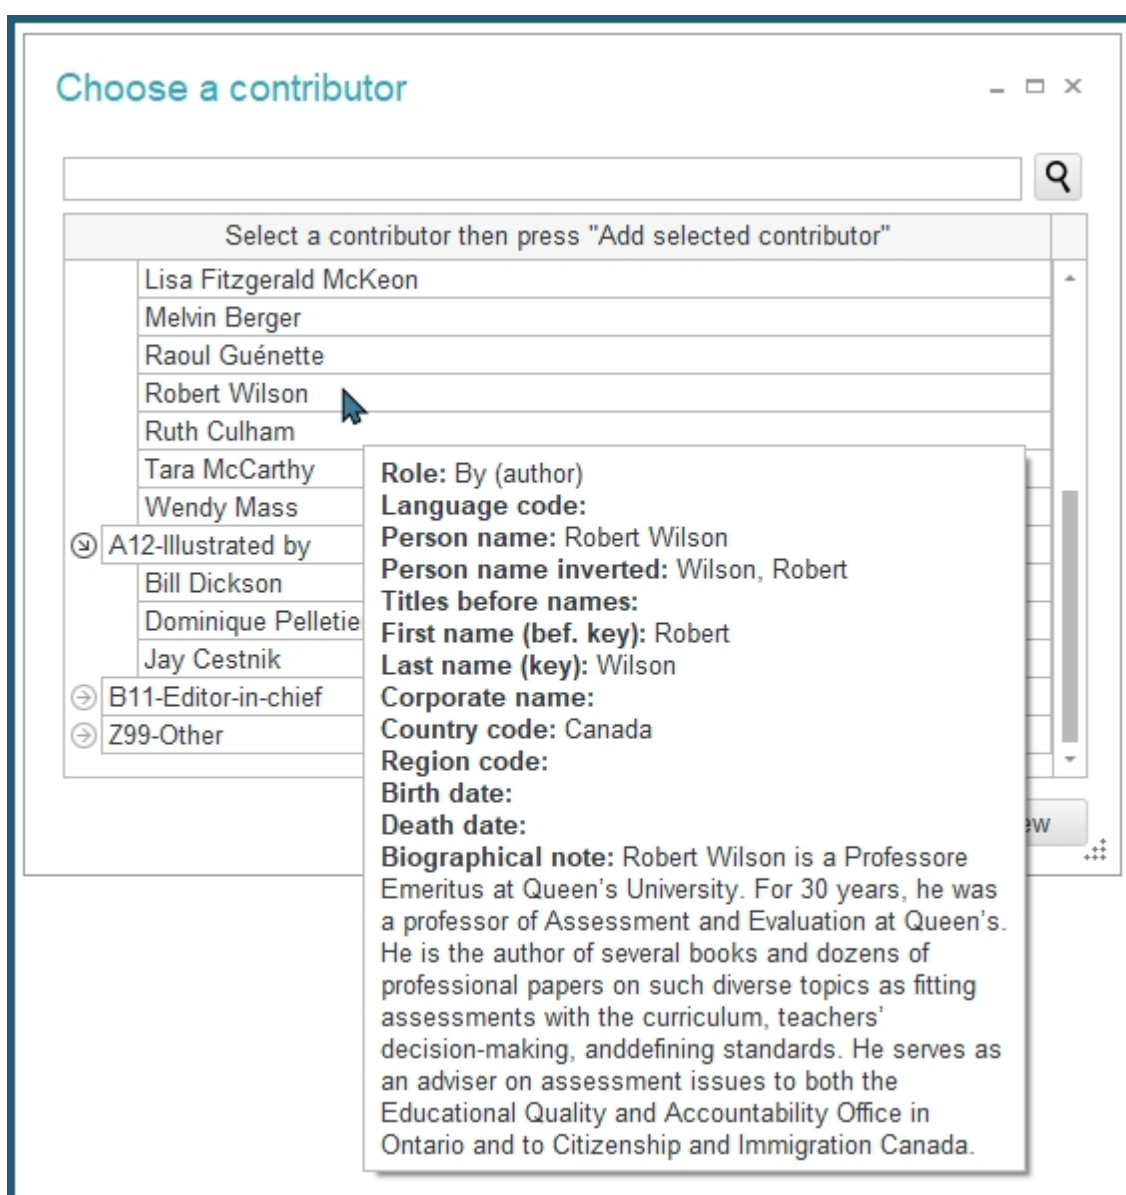 Choose a contributor
Select a contributor then press "Add selected contributor"
Lisa Fitzgerald McKeon
Melvin Berger
Raoul Guénette
Robert Wilson
Ruth Culham
Tara McCarthy
Wendy Mass
A12-Illustrated by
Bill Dickson
Dominique Pelletie
Jay Cestnik
B11-Editor-in-chief
Z99-Other
Role: By (author)
Language code:
Person name: Robert Wilson
Person name inverted: Wilson, Robert
Titles before names:
First name (bef. key): Robert
Last name (key): Wilson
Corporate name:
Country code: Canada
Region code:
Birth date:
Death date:
Biographical note: Robert Wilson is a Professore
Emeritus at Queen’s University. For 30 years, he was
a professor of Assessment and Evaluation at Queen’s.
He is the author of several books and dozens of
professional papers on such diverse topics as fitting
assessments with the curriculum, teachers’
decision-making, anddefining standards. He serves as
an adviser on assessment issues to both the
Educational Quality and Accountability Office in
Ontario and to Citizenship and Immigration Canada.